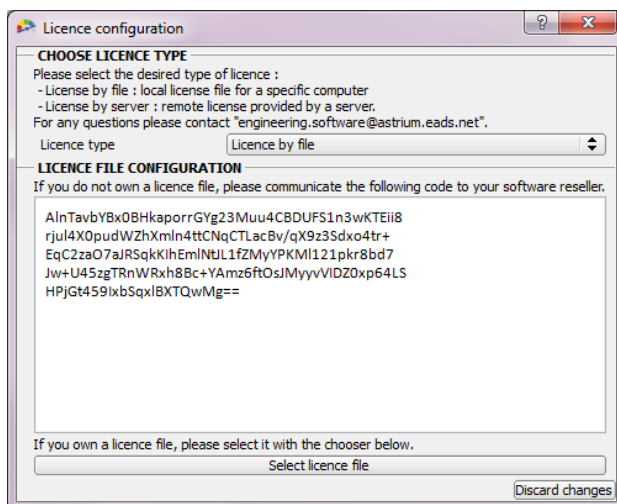 Licence configuration
CHOOSE LICENCE TYPE
Please select the desired type of licence :
- License by file : local license file for a specific computer
- License by server : remote license provided by a server.
For any questions please contact "engineering.software@astrium.eads.net".
Licence type Licence by file
LICENCE FILE CONFIGURATION
If you do not own a licence file, please communicate the following code to your software reseller.
AlnTavbYBx0BHkaporrGYg23Muu4CBDUFS1n3wKTEii8
rjul4X0pudWZhXmln4ttCNqCTLacBv/qX9z3Sdxo4tr+
EqC2zaO7aJRSqkKIhEmlNtJL1fZMyYPKMl121pkr8bd7
Jw+U45zgTRnWRxh8Bc+YAmz6ftOsJMyyvVIDZ0xp64LS
HPjGt459IxbSqxlBXTQwMg==
If you own a licence file, please select it with the chooser below.
Select licence file
Discard changes